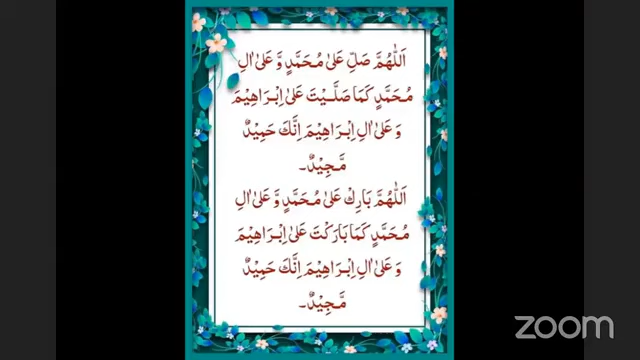 اَللّٰهُمَّ صَلِّ عَلٰی مُحَمَّدٍ وَّ عَلٰۤی اٰلِ
مُحَمَّدٍ کَمَا صَلَّیْتَ عَلٰۤی اِبْرَاهِیْمَ
وَ عَلٰۤی اٰلِ اِبْرَاهِیْمَ اِنَّكَ حَمِیْدٌ
مَّجِیْدٌ۔
اَللّٰهُمَّ بَارِكْ عَلٰی مُحَمَّدٍ وَّ عَلٰۤی اٰلِ
مُحَمَّدٍ کَمَا بَارَکْتَ عَلٰۤی اِبْرَاهِیْمَ
وَ عَلٰۤی اٰلِ اِبْرَاهِیْمَ اِنَّكَ حَمِیْدٌ
مَّجِیْدٌ۔
zoom